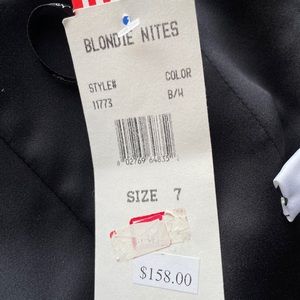 BLONDIE NITES
STYLE#
COLOR
11773
B/W
SIZE 7
$158.00